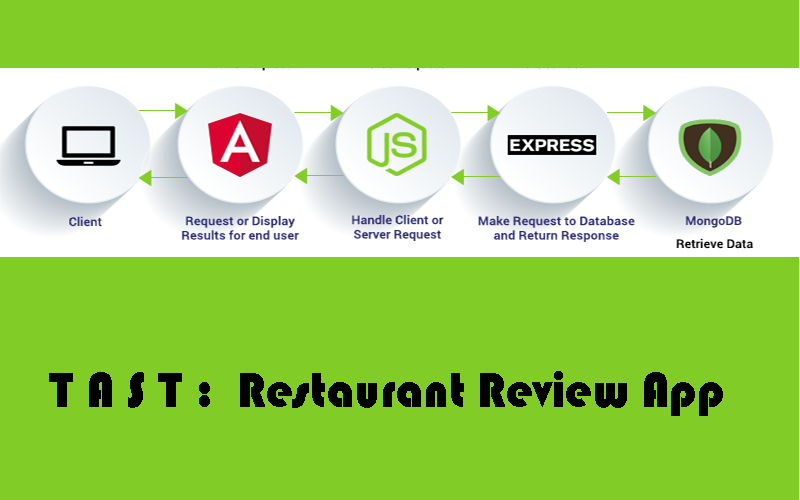 A
JS
EXPRESS
Client
Request or Display
Results for end user
Handle Client or
Server Request
Make Request to Database
and Return Response
MongoDB
Retrieve Data
T A S T : Restaurant Review App